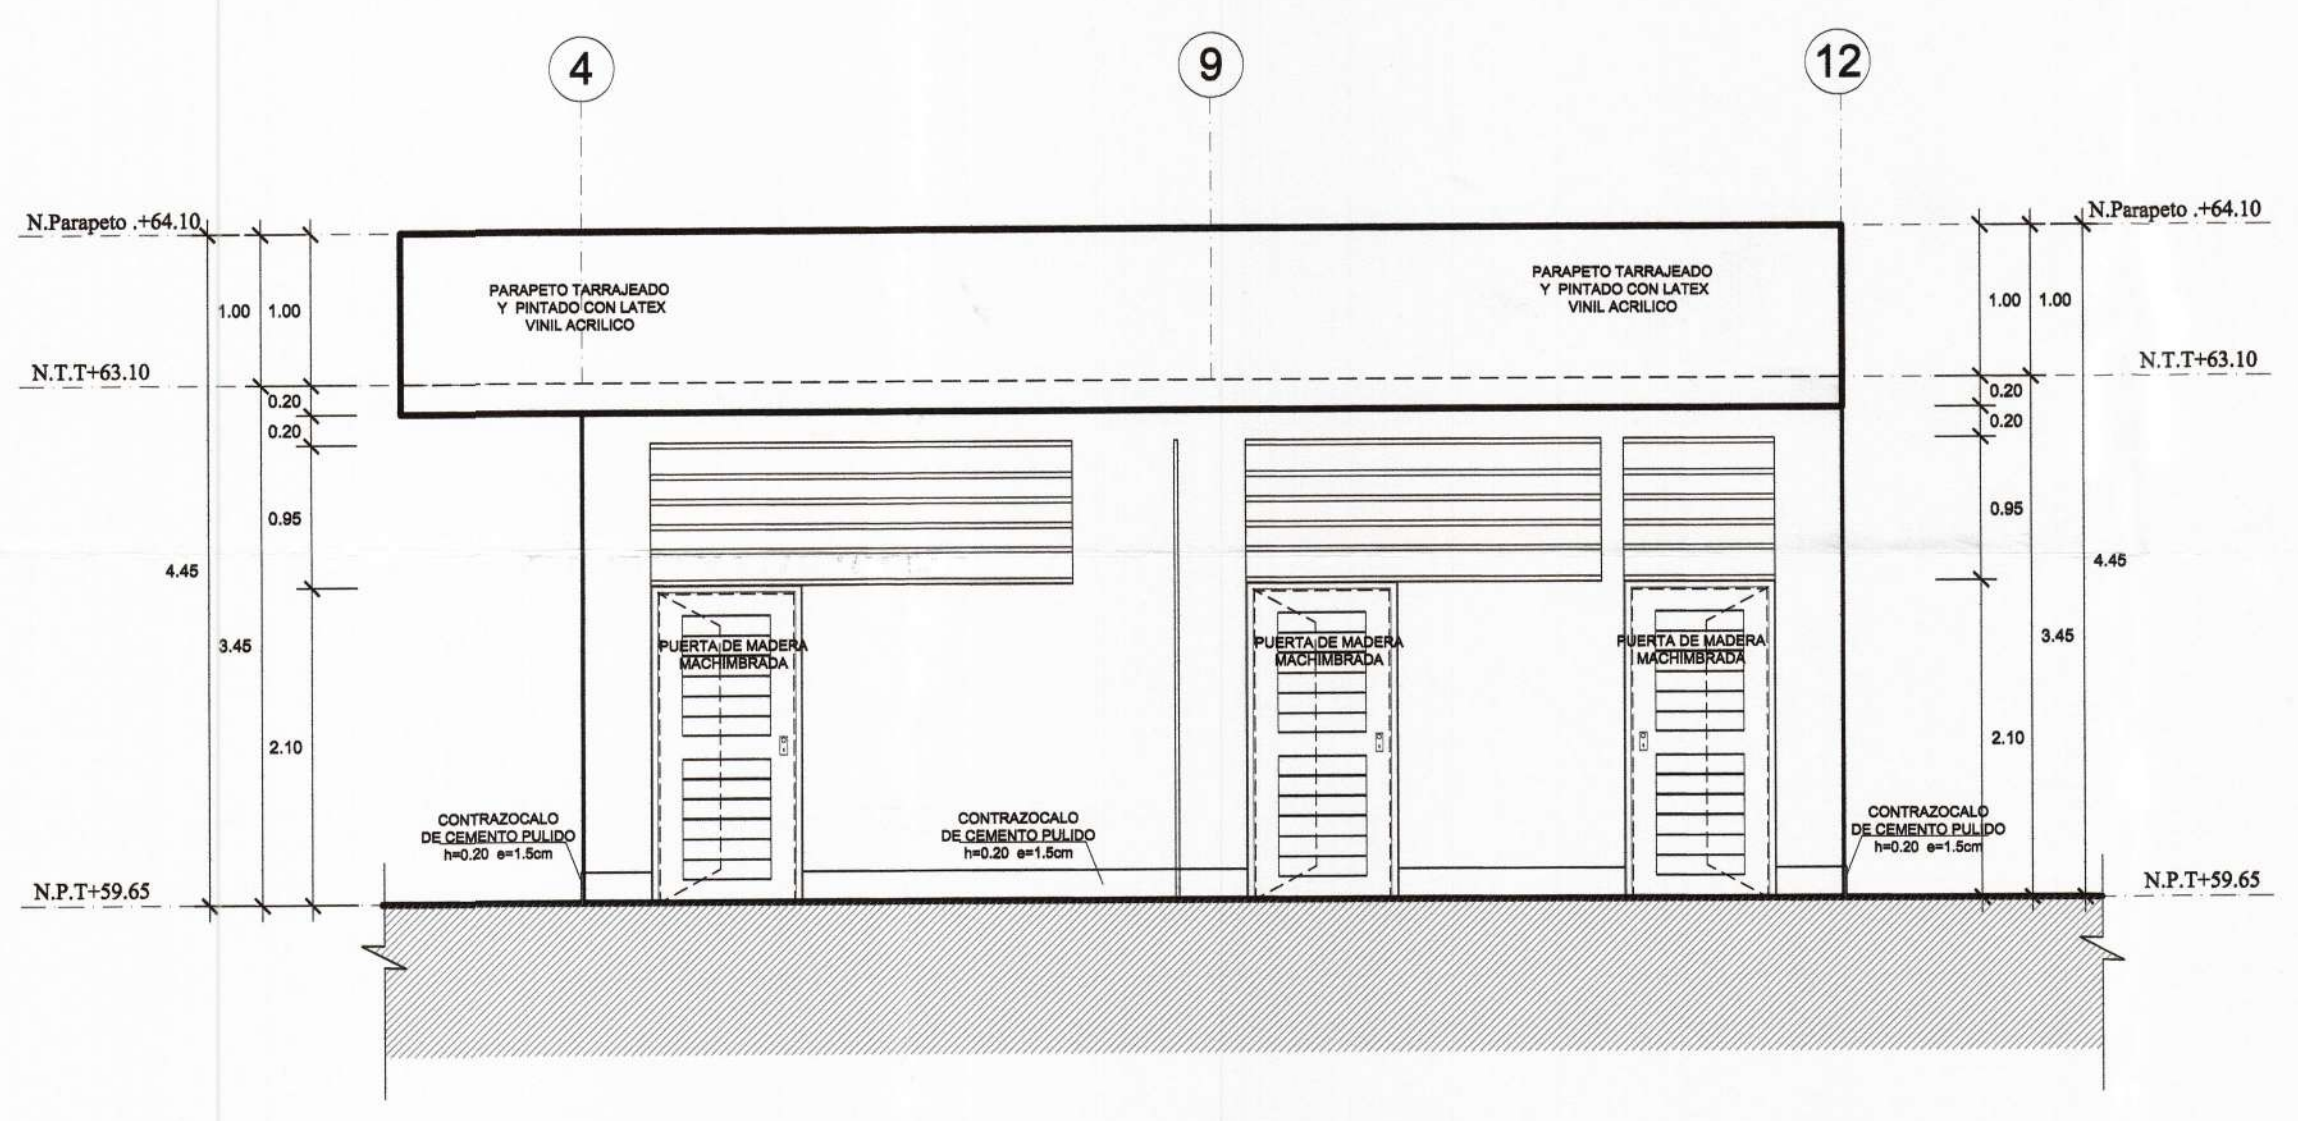 4
9
12
N.Parapeto .+64.10
N.Parapeto .+64.10
PARAPETO TARRAJEADO
Y PINTADO CON LATEX
VINIL ACRILICO
PARAPETO TARRAJEADO
Y PINTADO CON LATEX
VINIL ACRILICO
1.00
1.00
1.00
1.00
N.T.T+63.10
N.T.T+63.10
0.20
0.20
0.20
0.20
0.95
0.95
4.45
4.45
3.45
3.45
PUERTA DE MADERA
MACHIMBRADA
PUERTA DE MADERA
MACHIMBRADA
PUERTA DE MADERA
MACHIMBRADA
2.10
2.10
CONTRAZOCALO
DE CEMENTO PULIDO
h=0.20 e=1.5cm
CONTRAZOCALO
DE CEMENTO PULIDO
h=0.20 e=1.5cm
CONTRAZOCALO
DE CEMENTO PULIDO
h=0.20 e=1.5cm
N.P.T+59.65
N.P.T+59.65